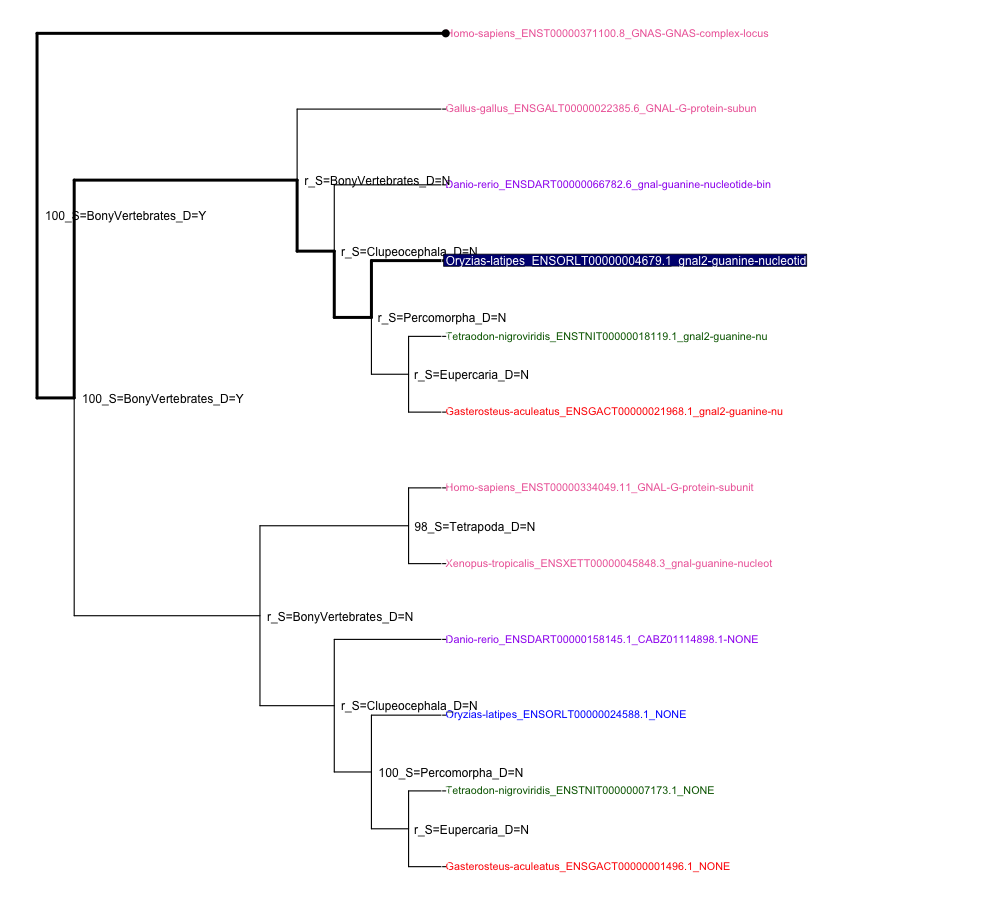 Homo-sapiens_ENST00000371100.8_GNAS-GNAS-complex-locus
Gallus-gallus_ENSGALT00000022385.6_GNAL-G-protein-subun
r_S=BonyVertebrates_D=N
Danio-rerio_ENSDART00000066782.6_gnal-guanine-nucleotide-bin
100_S=BonyVertebrates_D=Y
r_S=Clupeocephala_D=N
Oryzias-latipes_ENSORLT00000004679.1_gnal2-guanine-nucleotid
r_S=Percomorpha_D=N
Tetraodon-nigroviridis_ENSTNIT00000018119.1_gnal2-guanine-nu
r_S=Eupercaria_D=N
100_S=BonyVertebrates_D=Y
Gasterosteus-aculeatus_ENSGACT00000021968.1_gnal2-guanine-nu
Homo-sapiens_ENST00000334049.11_GNAL-G-protein-subunit
98_S=Tetrapoda_D=N
Xenopus-tropicalis_ENSXETT00000045848.3_gnal-guanine-nucleot
r_S=BonyVertebrates_D=N
Danio-rerio_ENSDART00000158145.1_CABZ01114898.1-NONE
r_S=Clupeocephala_D=N
Oryzias-latipes_ENSORLT00000024588.1_NONE
100_S=Percomorpha_D=N
Tetraodon-nigroviridis_ENSTNIT00000007173.1_NONE
r_S=Eupercaria_D=N
Gasterosteus-aculeatus_ENSGACT00000001496.1_NONE